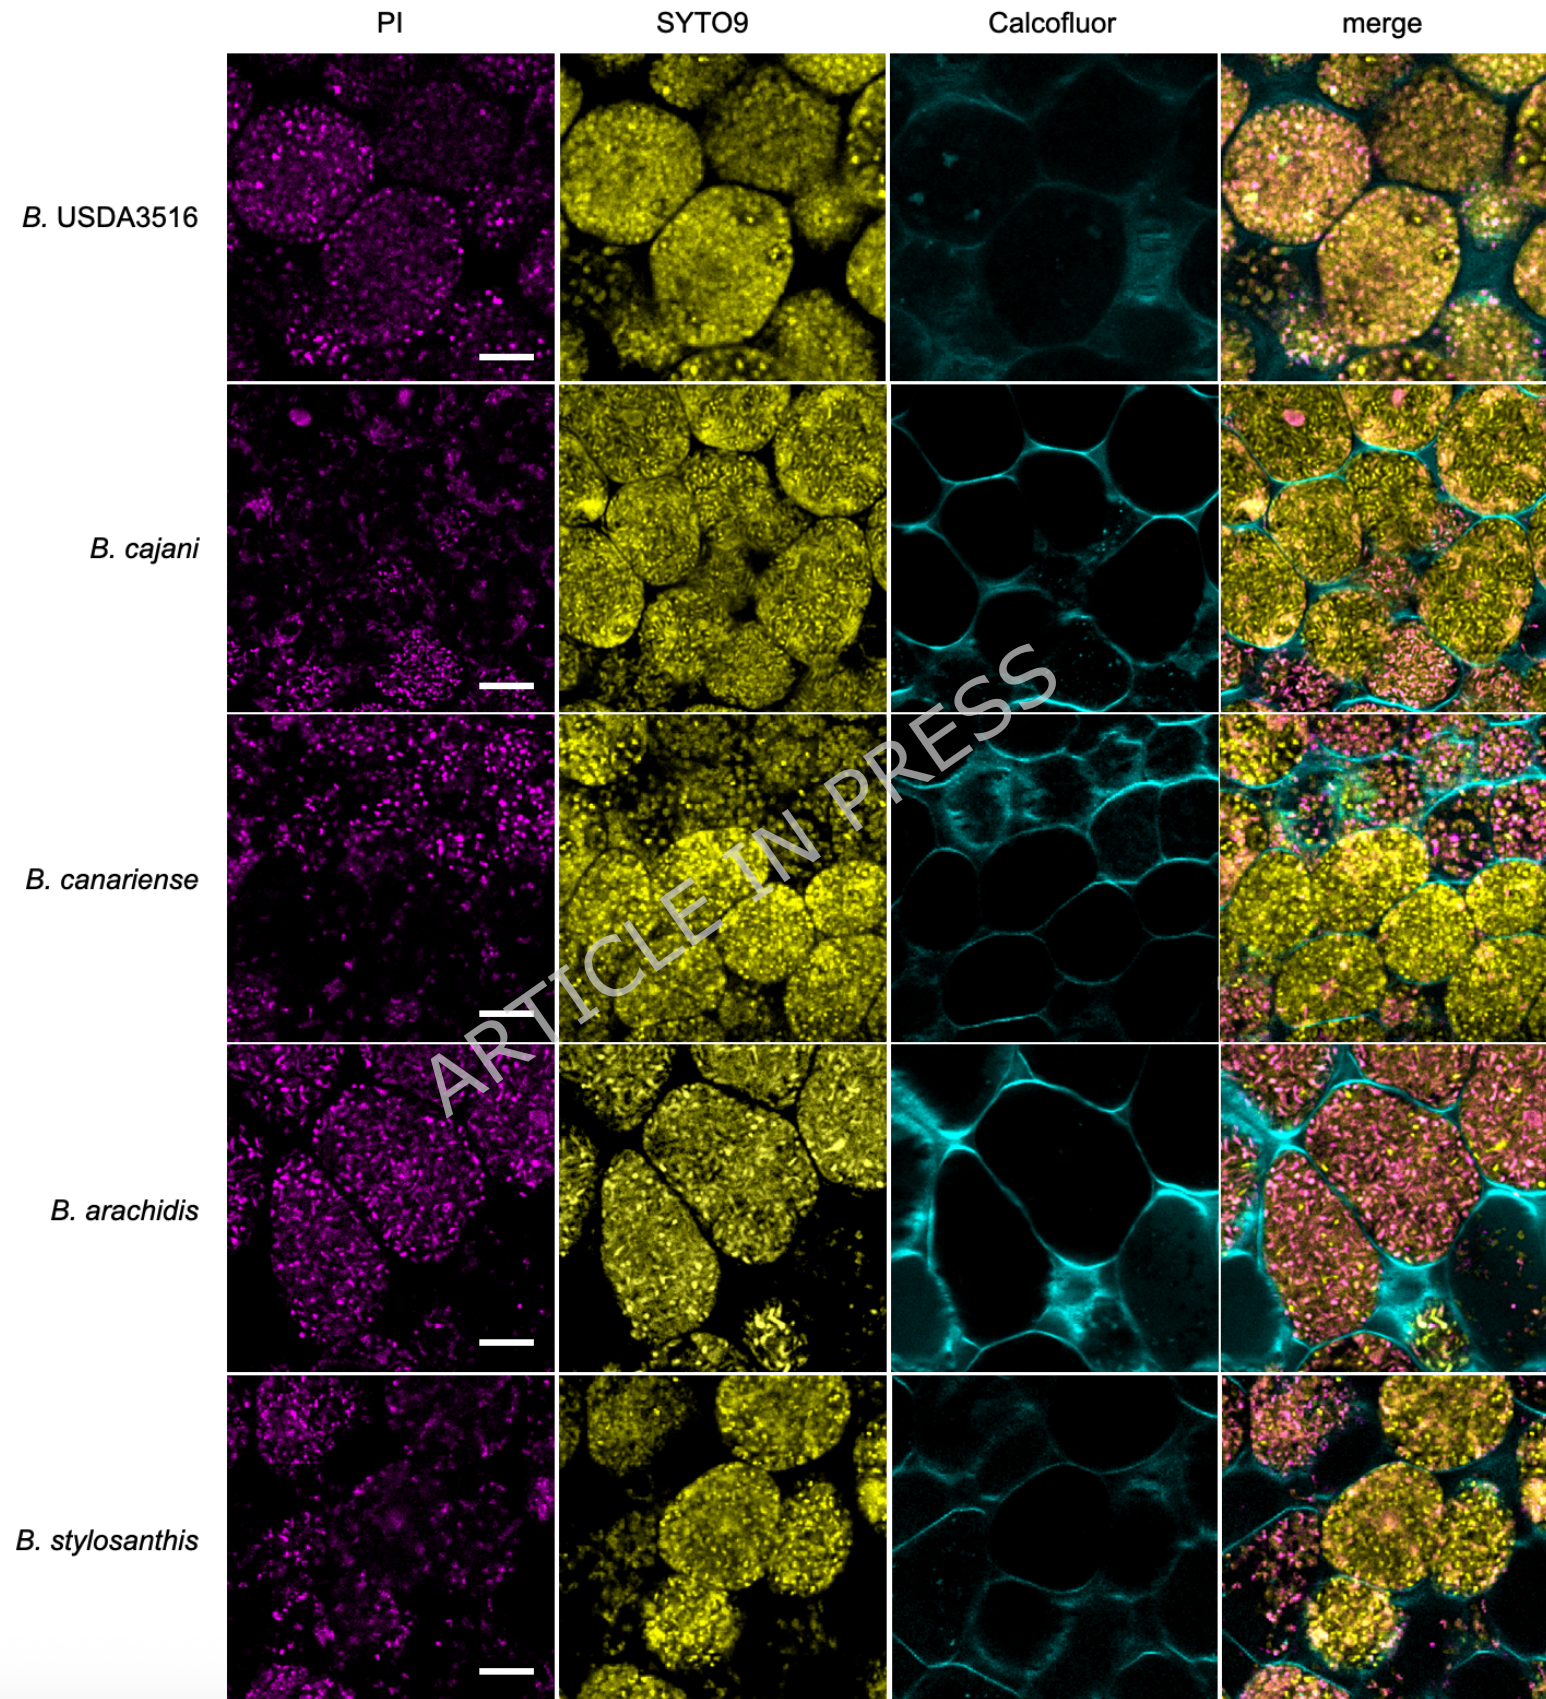 PI SYTO9 Calcofluor merge
B. USDA3516
B. cajani
B. canariense
B. arachidis
B. stylosanthis
ARTICLE IN PRESS